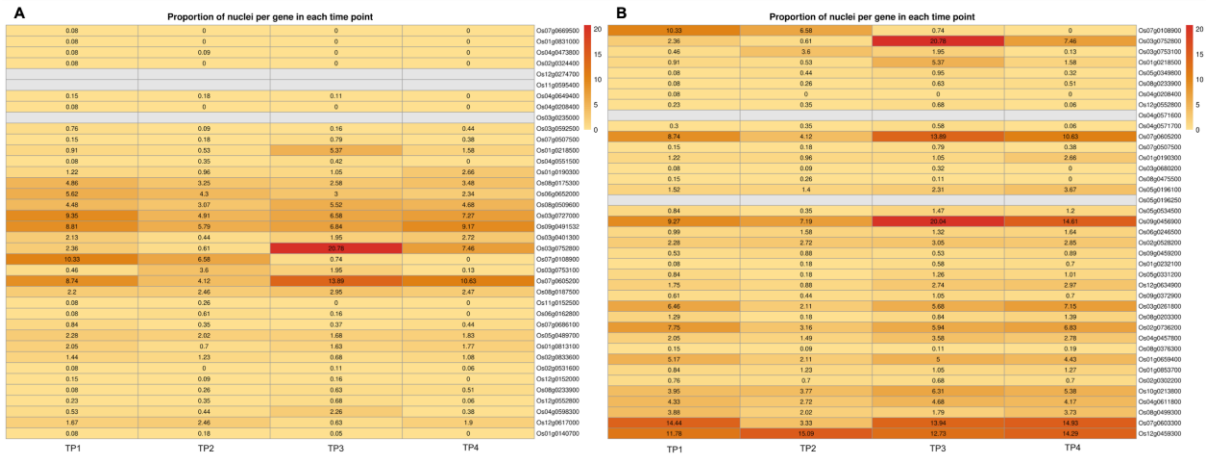 A
Proportion of nuclei per gene in each time point
0.08 0 0 0 Os07g0669500
0.08 0 0 0 Os01g0831000
0.08 0.09 0 0 Os04g0473800
0.08 0 0 0 Os02g0324400
Os12g0274700
Os11g0595400
0.15 0.18 0.11 0 Os04g0649400
0.08 0 0 0 Os04g0208400
Os03g0235000
0.76 0.09 0.16 0.44 Os03g0592500
0.15 0.18 0.79 0.38 Os07g0507500
0.91 0.53 5.37 1.58 Os01g0218500
0.08 0.35 0.42 0 Os04g0551500
1.22 0.96 1.05 2.66 Os01g0190300
4.86 3.25 2.58 3.48 Os08g0175300
5.62 4.3 3 2.34 Os06g0652000
4.48 3.07 5.52 4.68 Os08g0509600
9.35 4.91 6.58 7.27 Os03g0727000
8.81 5.79 6.84 9.17 Os09g0491532
2.13 0.44 1.95 2.72 Os03g0401300
2.36 0.61 20.78 7.46 Os03g0752800
10.33 6.58 0.74 0 Os07g0108900
0.46 3.6 1.95 0.13 Os03g0753100
8.74 4.12 13.89 10.63 Os07g0605200
2.2 2.46 2.95 2.47 Os08g0187500
0.08 0.26 0 0 Os11g0152500
0.08 0.61 0.16 0 Os06g0162800
0.84 0.35 0.37 0.44 Os07g0686100
2.28 2.02 1.68 1.83 Os05g0489700
2.05 0.7 1.63 1.77 Os01g0813100
1.44 1.23 0.68 1.08 Os02g0833600
0.08 0 0.11 0.06 Os02g0531600
0.15 0.09 0.16 0 Os12g0152000
0.08 0.26 0.63 0.51 Os08g0233900
0.23 0.35 0.68 0.06 Os12g0552800
0.53 0.44 2.26 0.38 Os04g0598300
1.67 2.46 0.63 1.9 Os12g0617000
0.08 0.18 0.05 0 Os01g0140700
TP1 TP2 TP3 TP4
20
15
10
5
0
B
Proportion of nuclei per gene in each time point
10.33 6.58 0.74 0 Os07g0108900
2.36 0.61 20.78 7.46 Os03g0752800
0.46 3.6 1.95 0.13 Os03g0753100
0.91 0.53 5.37 1.58 Os01g0218500
0.08 0.44 0.95 0.32 Os05g0349800
0.08 0.26 0.63 0.51 Os08g0233900
0.08 0 0 0 Os04g0208400
0.23 0.35 0.68 0.06 Os12g0552800
Os04g0571600
0.3 0.35 0.58 0.06 Os04g0571700
8.74 4.12 13.89 10.63 Os07g0605200
0.15 0.18 0.79 0.38 Os07g0507500
1.22 0.96 1.05 2.66 Os01g0190300
0.08 0.09 0.32 0 Os03g0680200
0.15 0.26 0.11 0 Os08g0475500
1.52 1.4 2.31 3.67 Os05g0196100
Os05g0196250
0.84 0.35 1.47 1.2 Os05g0534500
9.27 7.19 20.04 14.61 Os09g0456900
0.99 1.58 1.32 1.64 Os06g0246500
2.28 2.72 3.05 2.85 Os02g0528200
0.53 0.88 0.53 0.89 Os09g0459200
0.08 0.18 0.58 0.7 Os01g0232100
0.84 0.18 1.26 1.01 Os05g0331200
1.75 0.88 2.74 2.97 Os12g0634900
0.61 0.44 1.05 0.7 Os09g0372900
6.46 2.11 5.68 7.15 Os03g0261800
1.29 0.18 0.84 1.39 Os08g0203300
7.75 3.16 5.94 6.83 Os02g0736200
2.05 1.49 3.58 2.78 Os04g0457800
0.15 0.09 0.11 0.19 Os08g0376300
5.17 2.11 5 4.43 Os01g0659400
0.84 1.23 1.05 1.27 Os01g0853700
0.76 0.7 0.68 0.7 Os02g0302200
3.95 3.77 6.31 5.38 Os10g0213800
4.33 2.72 4.68 4.17 Os04g0611800
3.88 2.02 1.79 3.73 Os08g0499300
14.44 3.33 13.94 14.93 Os07g0603300
11.78 15.09 12.73 14.29 Os12g0459300
TP1 TP2 TP3 TP4
20
15
10
5
0